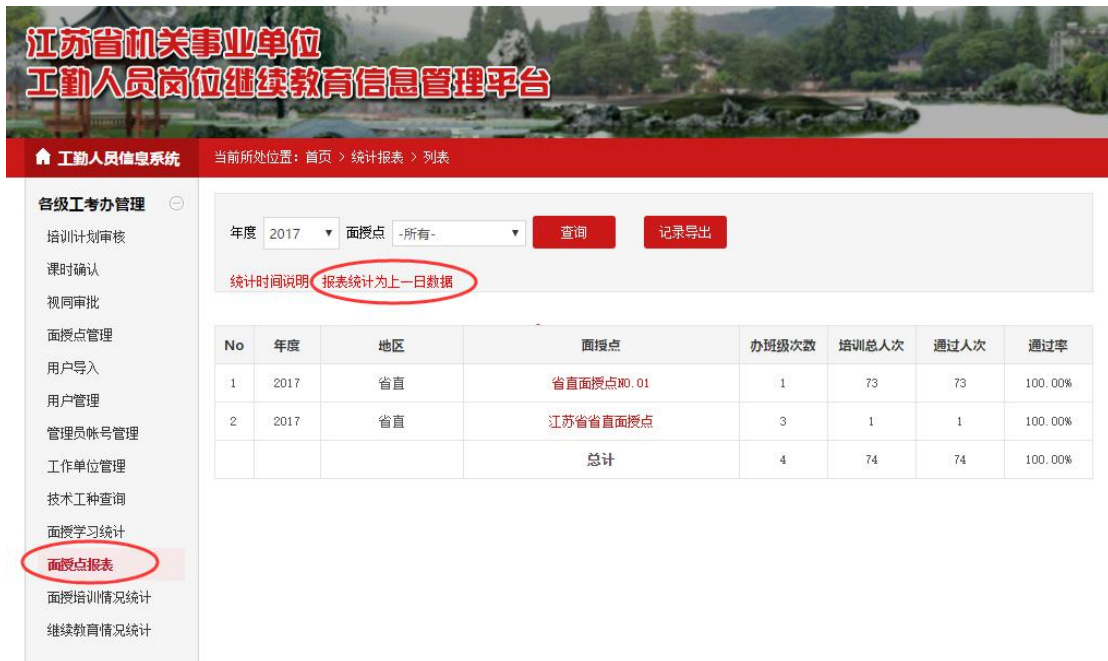 江苏省机关事业单位
工勤人员岗位继续教育信息管理平台
工勤人员信息系统
当前所处位置：首页 > 统计报表 > 列表
各级工考办管理
培训计划审核
课时确认
视同审批
面授点管理
用户导入
用户管理
管理员帐号管理
工作单位管理
技术工种查询
面授学习统计
面授点报表
面授培训情况统计
继续教育情况统计
年度 2017 面授点 -所有- 查询 记录导出
统计时间说明 报表统计为上一日数据
No 年度 地区 面授点 办班级次数 培训总人次 通过人次 通过率
1 2017 省直 省直面授点NO.01 1 73 73 100.00%
2 2017 省直 江苏省省直面授点 3 1 1 100.00%
总计 4 74 74 100.00%